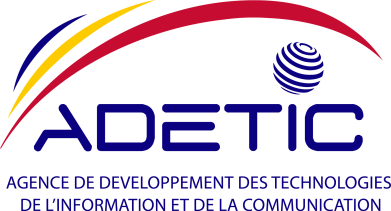 ADETIC
AGENCE DE DEVELOPPEMENT DES TECHNOLOGIES
DE L'INFORMATION ET DE LA COMMUNICATION